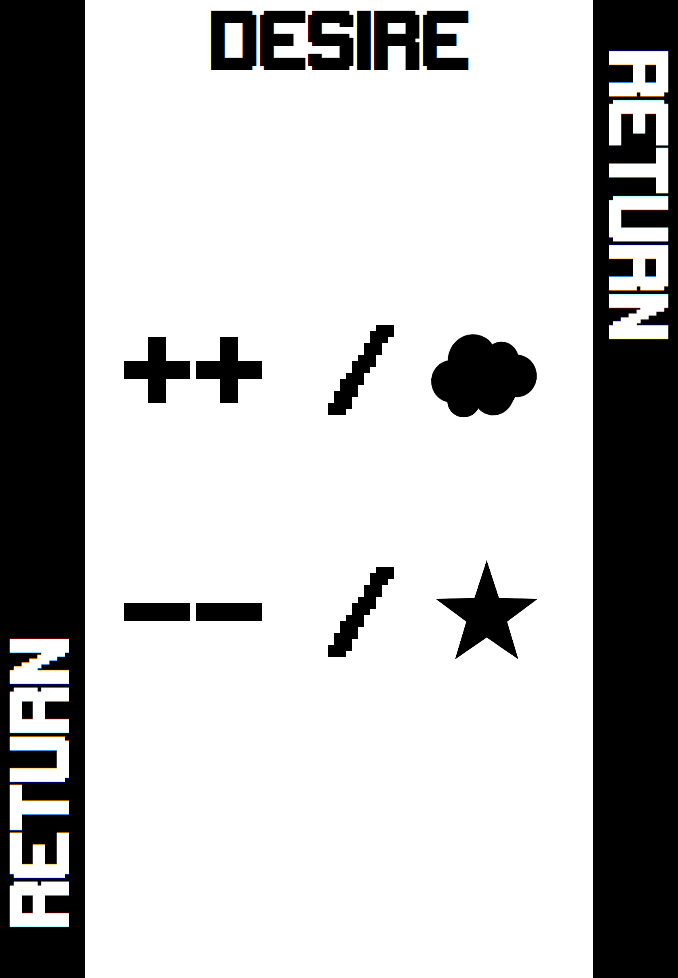 DESIRE
RETURN
++ /
-- /
RETURN